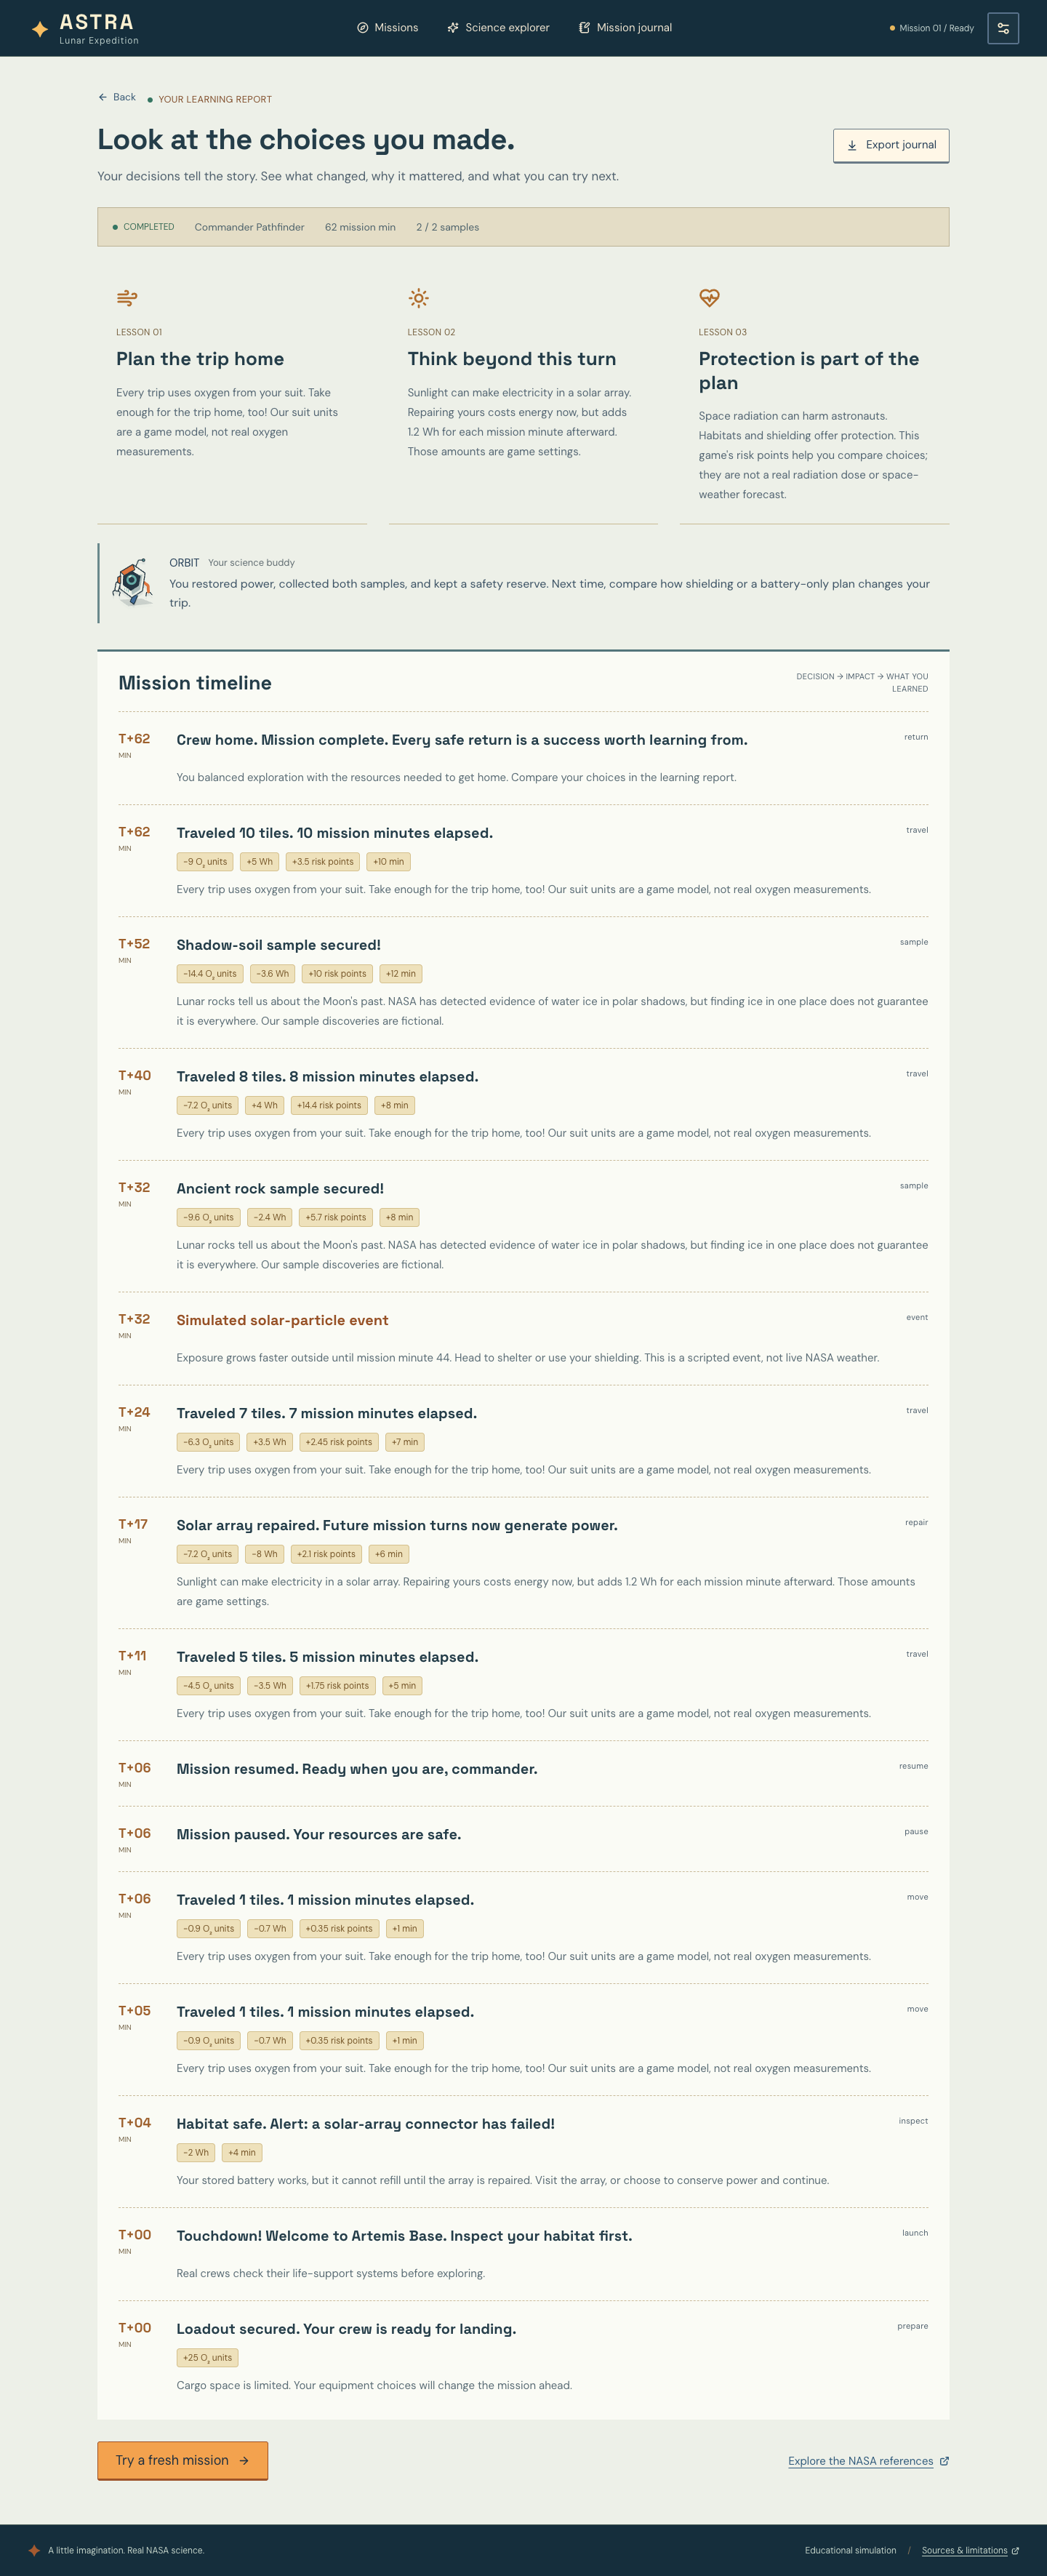 ASTRA
Lunar Expedition
Missions
Science explorer
Mission journal
Mission 01 / Ready
Back
YOUR LEARNING REPORT
Look at the choices you made.
Export journal
Your decisions tell the story. See what changed, why it mattered, and what you can try next.
COMPLETED Commander Pathfinder 62 mission min 2 / 2 samples
LESSON 01
Plan the trip home
Every trip uses oxygen from your suit. Take
enough for the trip home, too! Our suit units
are a game model, not real oxygen
measurements.
LESSON 02
Think beyond this turn
Sunlight can make electricity in a solar array.
Repairing yours costs energy now, but adds
1.2 Wh for each mission minute afterward.
Those amounts are game settings.
LESSON 03
Protection is part of the
plan
Space radiation can harm astronauts.
Habitats and shielding offer protection. This
game's risk points help you compare choices;
they are not a real radiation dose or space-
weather forecast.
ORBIT Your science buddy
You restored power, collected both samples, and kept a safety reserve. Next time, compare how shielding or a battery-only plan changes your
trip.
Mission timeline
DECISION → IMPACT → WHAT YOU
LEARNED
T+62
MIN
Crew home. Mission complete. Every safe return is a success worth learning from.
return
You balanced exploration with the resources needed to get home. Compare your choices in the learning report.
T+62
MIN
Traveled 10 tiles. 10 mission minutes elapsed.
travel
−9 O₂ units +5 Wh +3.5 risk points +10 min
Every trip uses oxygen from your suit. Take enough for the trip home, too! Our suit units are a game model, not real oxygen measurements.
T+52
MIN
Shadow-soil sample secured!
sample
−14.4 O₂ units −3.6 Wh +10 risk points +12 min
Lunar rocks tell us about the Moon's past. NASA has detected evidence of water ice in polar shadows, but finding ice in one place does not guarantee
it is everywhere. Our sample discoveries are fictional.
T+40
MIN
Traveled 8 tiles. 8 mission minutes elapsed.
travel
−7.2 O₂ units +4 Wh +14.4 risk points +8 min
Every trip uses oxygen from your suit. Take enough for the trip home, too! Our suit units are a game model, not real oxygen measurements.
T+32
MIN
Ancient rock sample secured!
sample
−9.6 O₂ units −2.4 Wh +5.7 risk points +8 min
Lunar rocks tell us about the Moon's past. NASA has detected evidence of water ice in polar shadows, but finding ice in one place does not guarantee
it is everywhere. Our sample discoveries are fictional.
T+32
MIN
Simulated solar-particle event
event
Exposure grows faster outside until mission minute 44. Head to shelter or use your shielding. This is a scripted event, not live NASA weather.
T+24
MIN
Traveled 7 tiles. 7 mission minutes elapsed.
travel
−6.3 O₂ units +3.5 Wh +2.45 risk points +7 min
Every trip uses oxygen from your suit. Take enough for the trip home, too! Our suit units are a game model, not real oxygen measurements.
T+17
MIN
Solar array repaired. Future mission turns now generate power.
repair
−7.2 O₂ units −8 Wh +2.1 risk points +6 min
Sunlight can make electricity in a solar array. Repairing yours costs energy now, but adds 1.2 Wh for each mission minute afterward. Those amounts
are game settings.
T+11
MIN
Traveled 5 tiles. 5 mission minutes elapsed.
travel
−4.5 O₂ units −3.5 Wh +1.75 risk points +5 min
Every trip uses oxygen from your suit. Take enough for the trip home, too! Our suit units are a game model, not real oxygen measurements.
T+06
MIN
Mission resumed. Ready when you are, commander.
resume
T+06
MIN
Mission paused. Your resources are safe.
pause
T+06
MIN
Traveled 1 tiles. 1 mission minutes elapsed.
move
−0.9 O₂ units −0.7 Wh +0.35 risk points +1 min
Every trip uses oxygen from your suit. Take enough for the trip home, too! Our suit units are a game model, not real oxygen measurements.
T+05
MIN
Traveled 1 tiles. 1 mission minutes elapsed.
move
−0.9 O₂ units −0.7 Wh +0.35 risk points +1 min
Every trip uses oxygen from your suit. Take enough for the trip home, too! Our suit units are a game model, not real oxygen measurements.
T+04
MIN
Habitat safe. Alert: a solar-array connector has failed!
inspect
−2 Wh +4 min
Your stored battery works, but it cannot refill until the array is repaired. Visit the array, or choose to conserve power and continue.
T+00
MIN
Touchdown! Welcome to Artemis Base. Inspect your habitat first.
launch
Real crews check their life-support systems before exploring.
T+00
MIN
Loadout secured. Your crew is ready for landing.
prepare
+25 O₂ units
Cargo space is limited. Your equipment choices will change the mission ahead.
Try a fresh mission
Explore the NASA references
A little imagination. Real NASA science.
Educational simulation / Sources & limitations